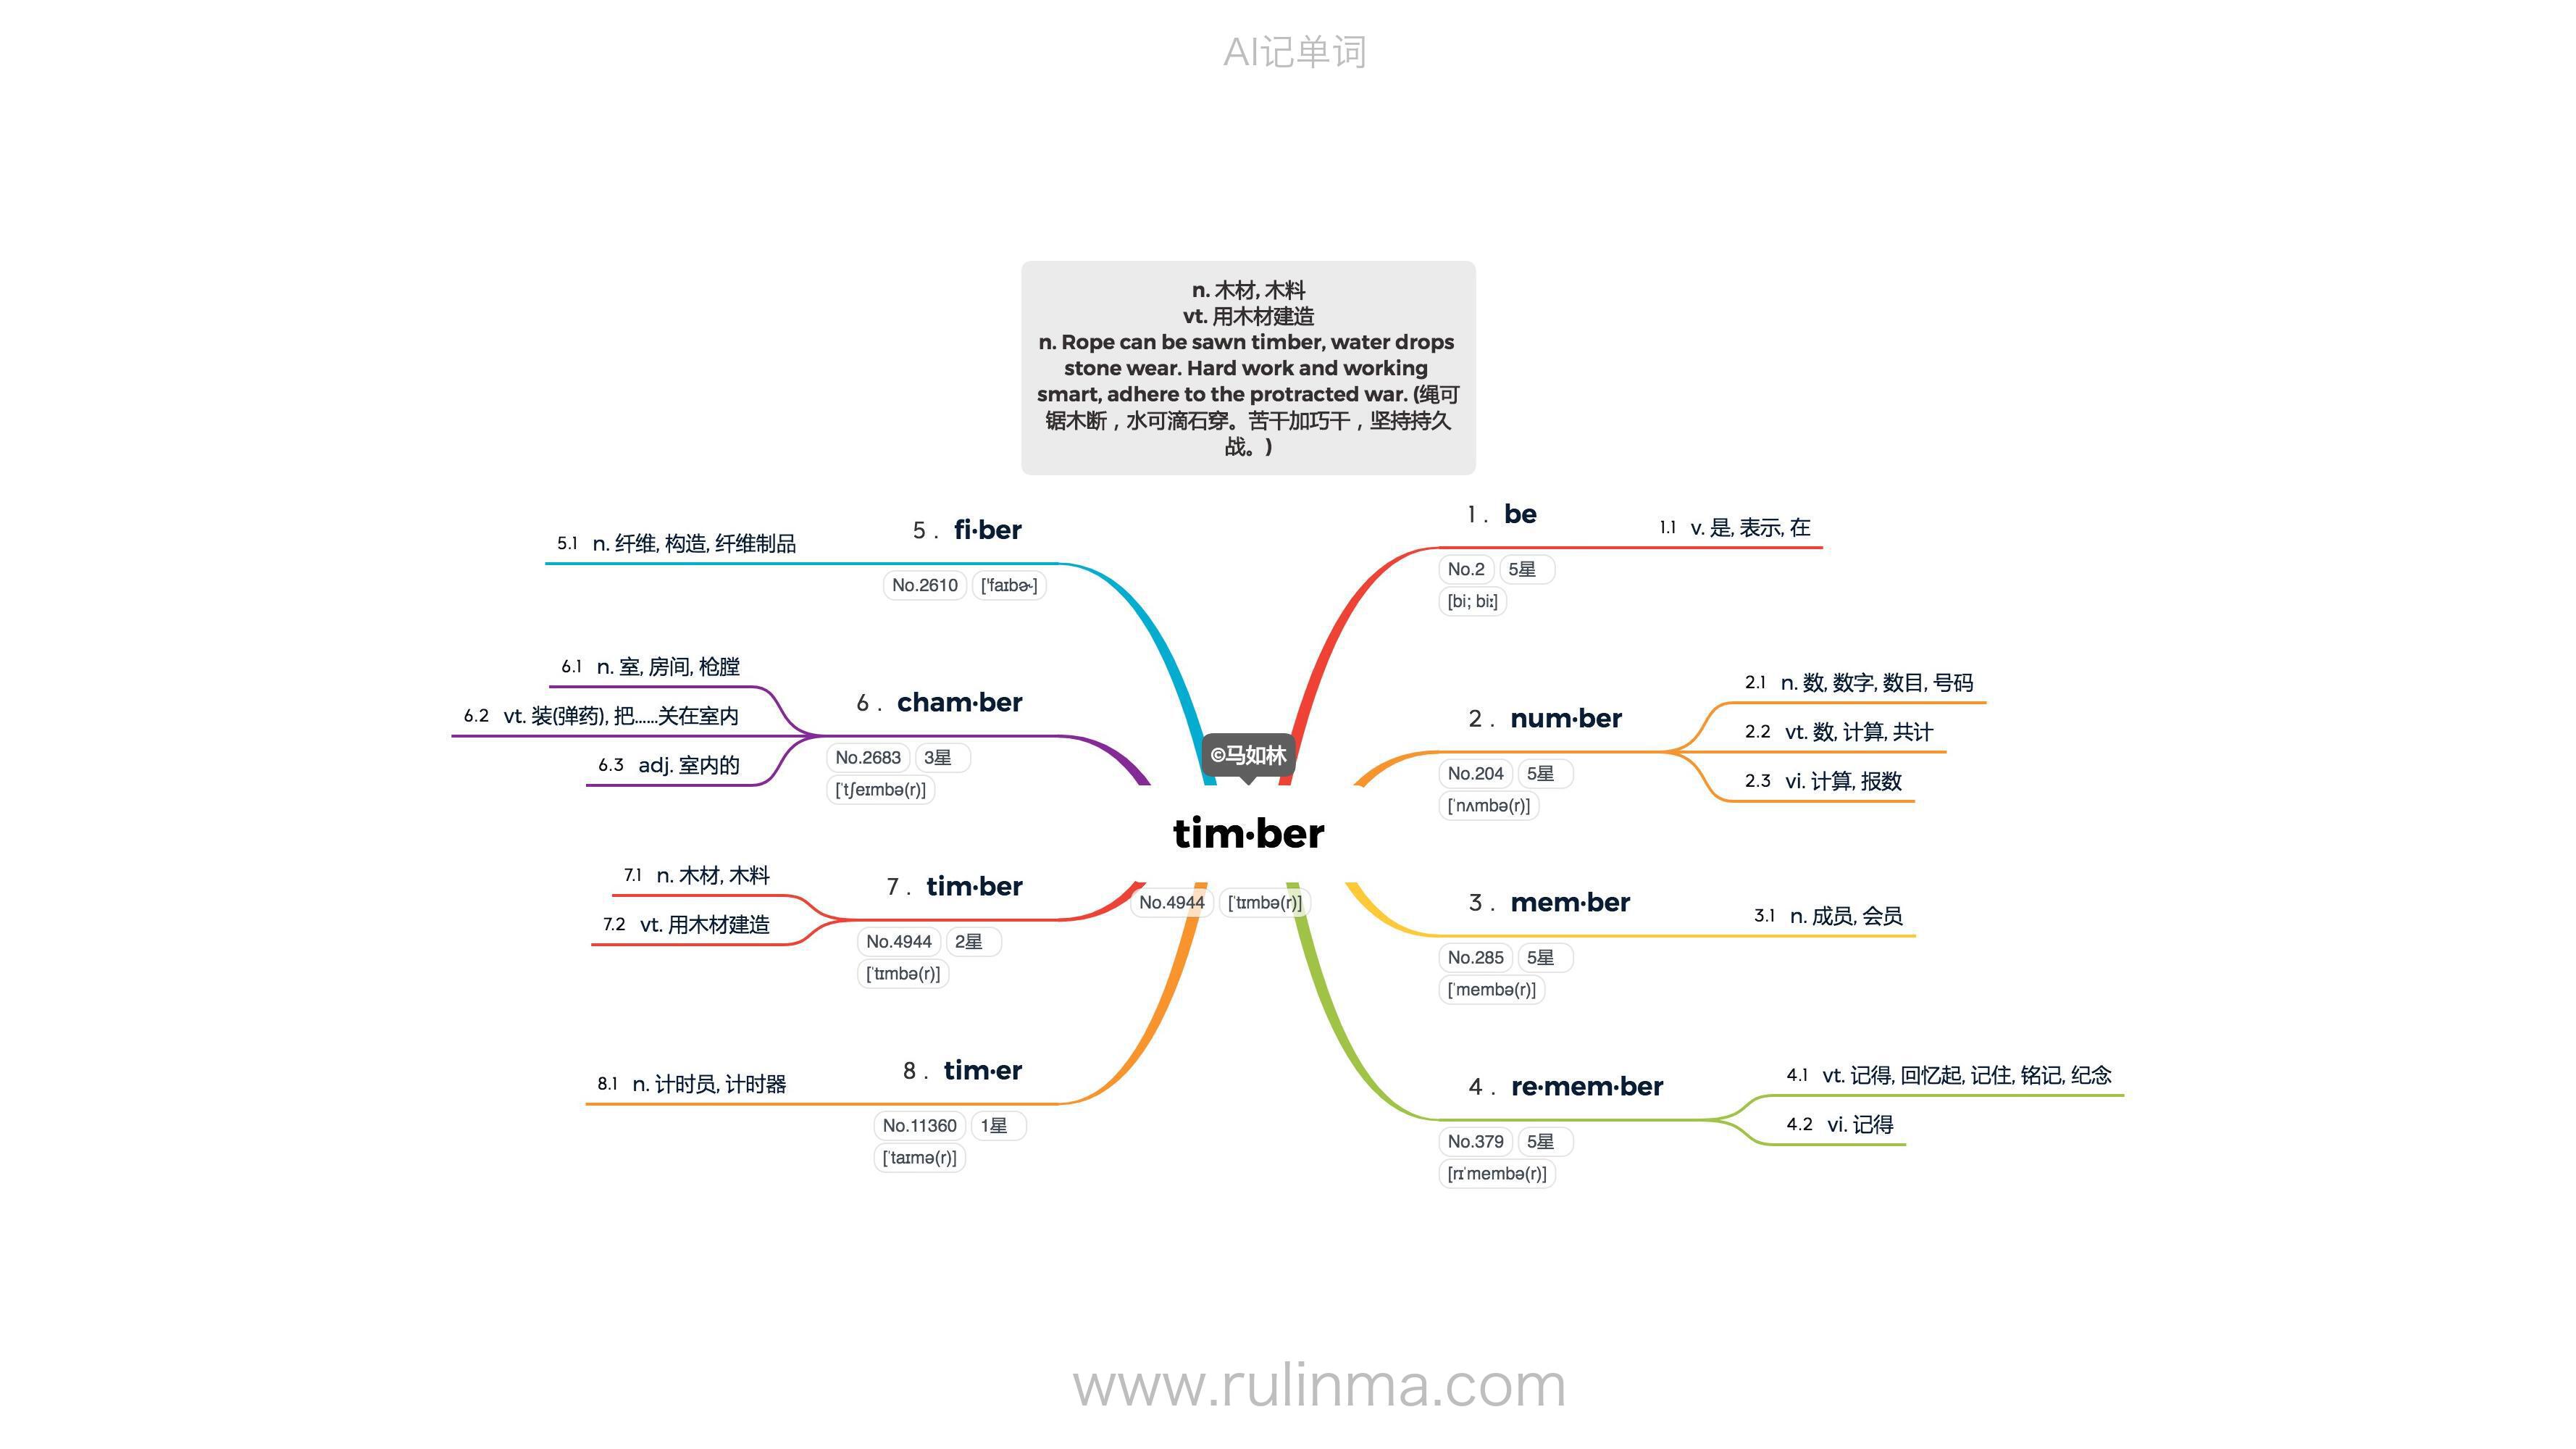 AI记单词
n. 木材, 木料
vt. 用木材建造
n. Rope can be sawn timber, water drops
stone wear. Hard work and working
smart, adhere to the protracted war. (绳可
锯木断，水可滴石穿。苦干加巧干，坚持持久
战。)
©马如林
tim·ber
No.4944 [ˈtɪmbə(r)]
1 . be
No.2 5星
[bi; biː]
1.1 v. 是, 表示, 在
2 . num·ber
No.204 5星
[ˈnʌmbə(r)]
2.1 n. 数, 数字, 数目, 号码
2.2 vt. 数, 计算, 共计
2.3 vi. 计算, 报数
3 . mem·ber
No.285 5星
[ˈmembə(r)]
3.1 n. 成员, 会员
4 . re·mem·ber
No.379 5星
[rɪˈmembə(r)]
4.1 vt. 记得, 回忆起, 记住, 铭记, 纪念
4.2 vi. 记得
5 . fi·ber
No.2610 ['faɪbɚ]
5.1 n. 纤维, 构造, 纤维制品
6 . cham·ber
No.2683 3星
['tʃeɪmbə(r)]
6.1 n. 室, 房间, 枪膛
6.2 vt. 装(弹药), 把……关在室内
6.3 adj. 室内的
7 . tim·ber
No.4944 2星
[ˈtɪmbə(r)]
7.1 n. 木材, 木料
7.2 vt. 用木材建造
8 . tim·er
No.11360 1星
[ˈtaɪmə(r)]
8.1 n. 计时员, 计时器
www.rulinma.com